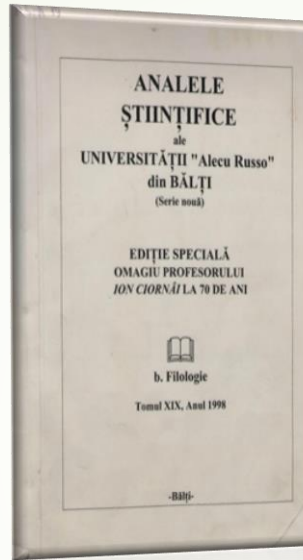 ANALELE
ȘTIINȚIFICE
ale
UNIVERSITĂȚII "Alecu Russo"
din BĂLȚI
(Serie nouă)
EDIȚIE SPECIALĂ
OMAGIU PROFESORULUI
ION CIORNÂI LA 70 DE ANI
b. Filologie
Tomul XIX, Anul 1998
-Bălți-